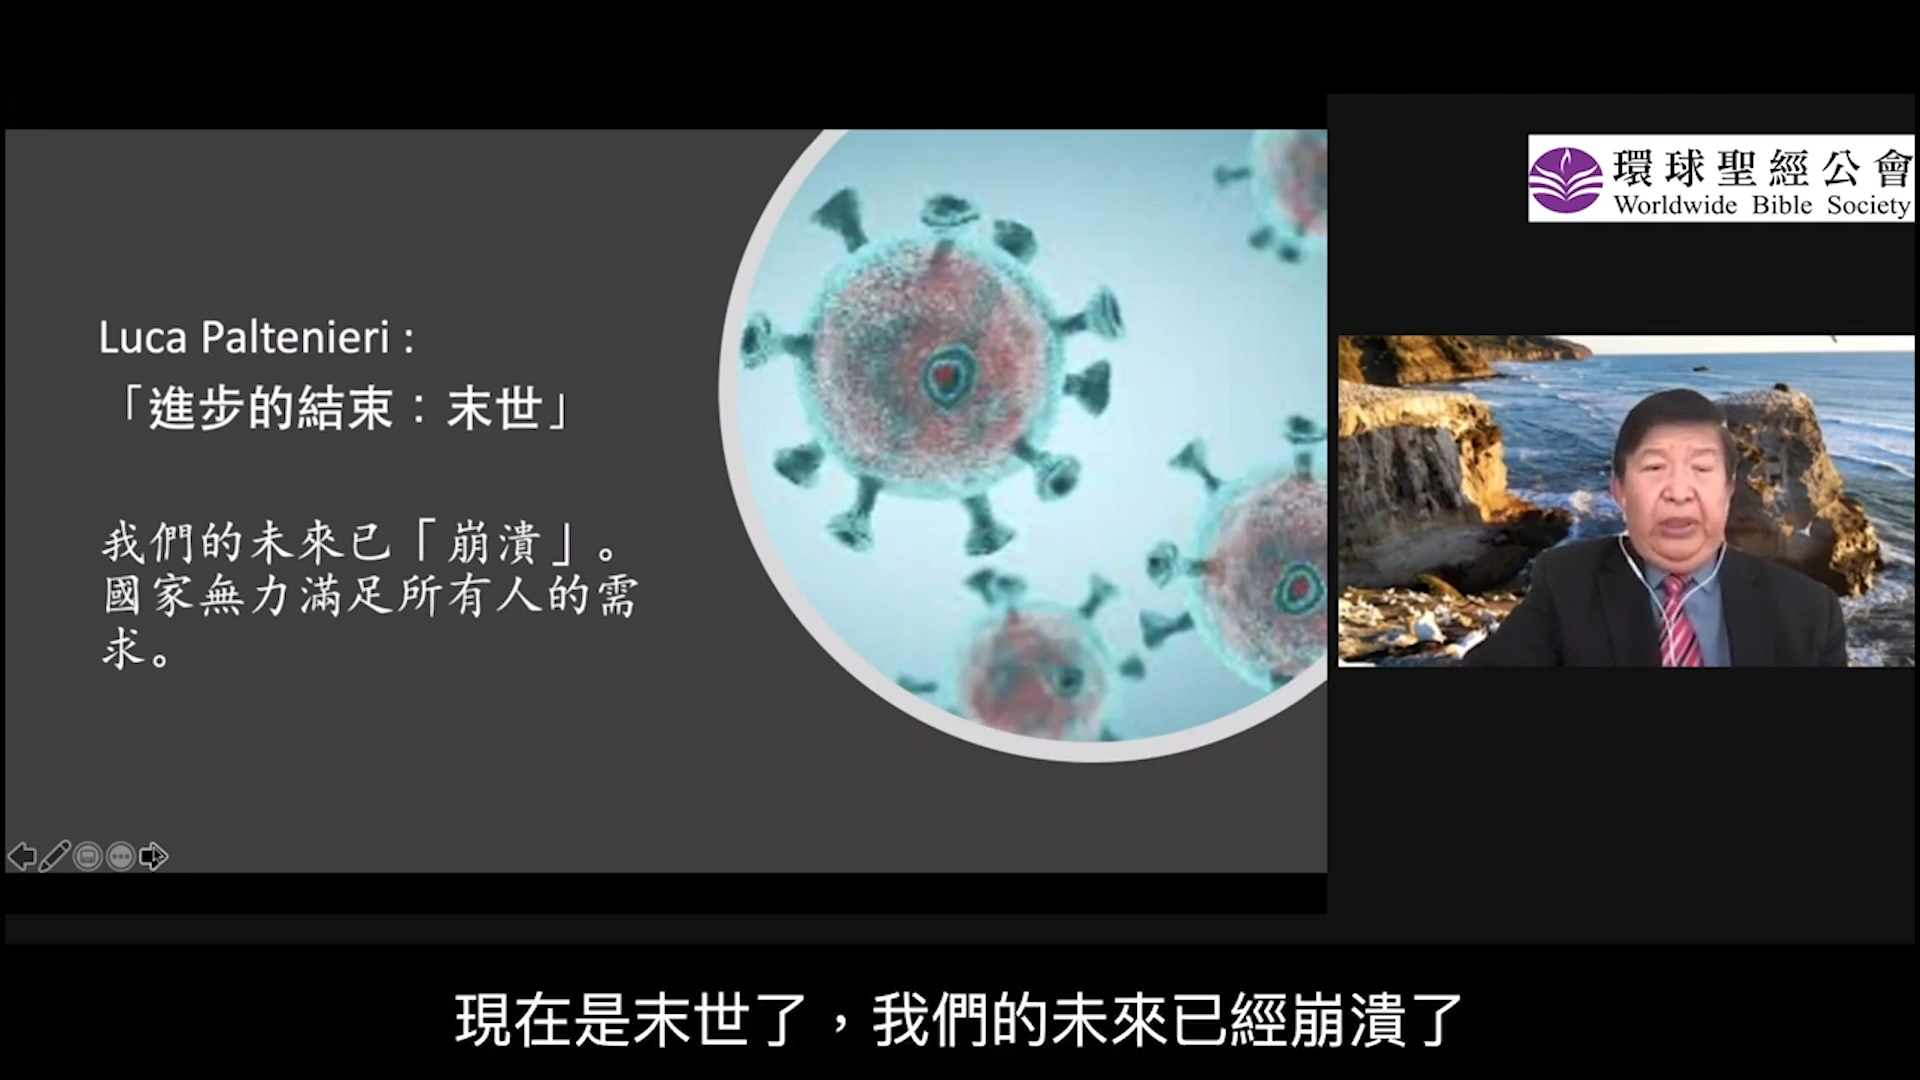 Luca Paltenieri :
「進步的結束：末世」
我們的未來已「崩潰」。
國家無力滿足所有人的需
求。
環球聖經公會
Worldwide Bible Society
現在是末世了，我們的未來已經崩潰了